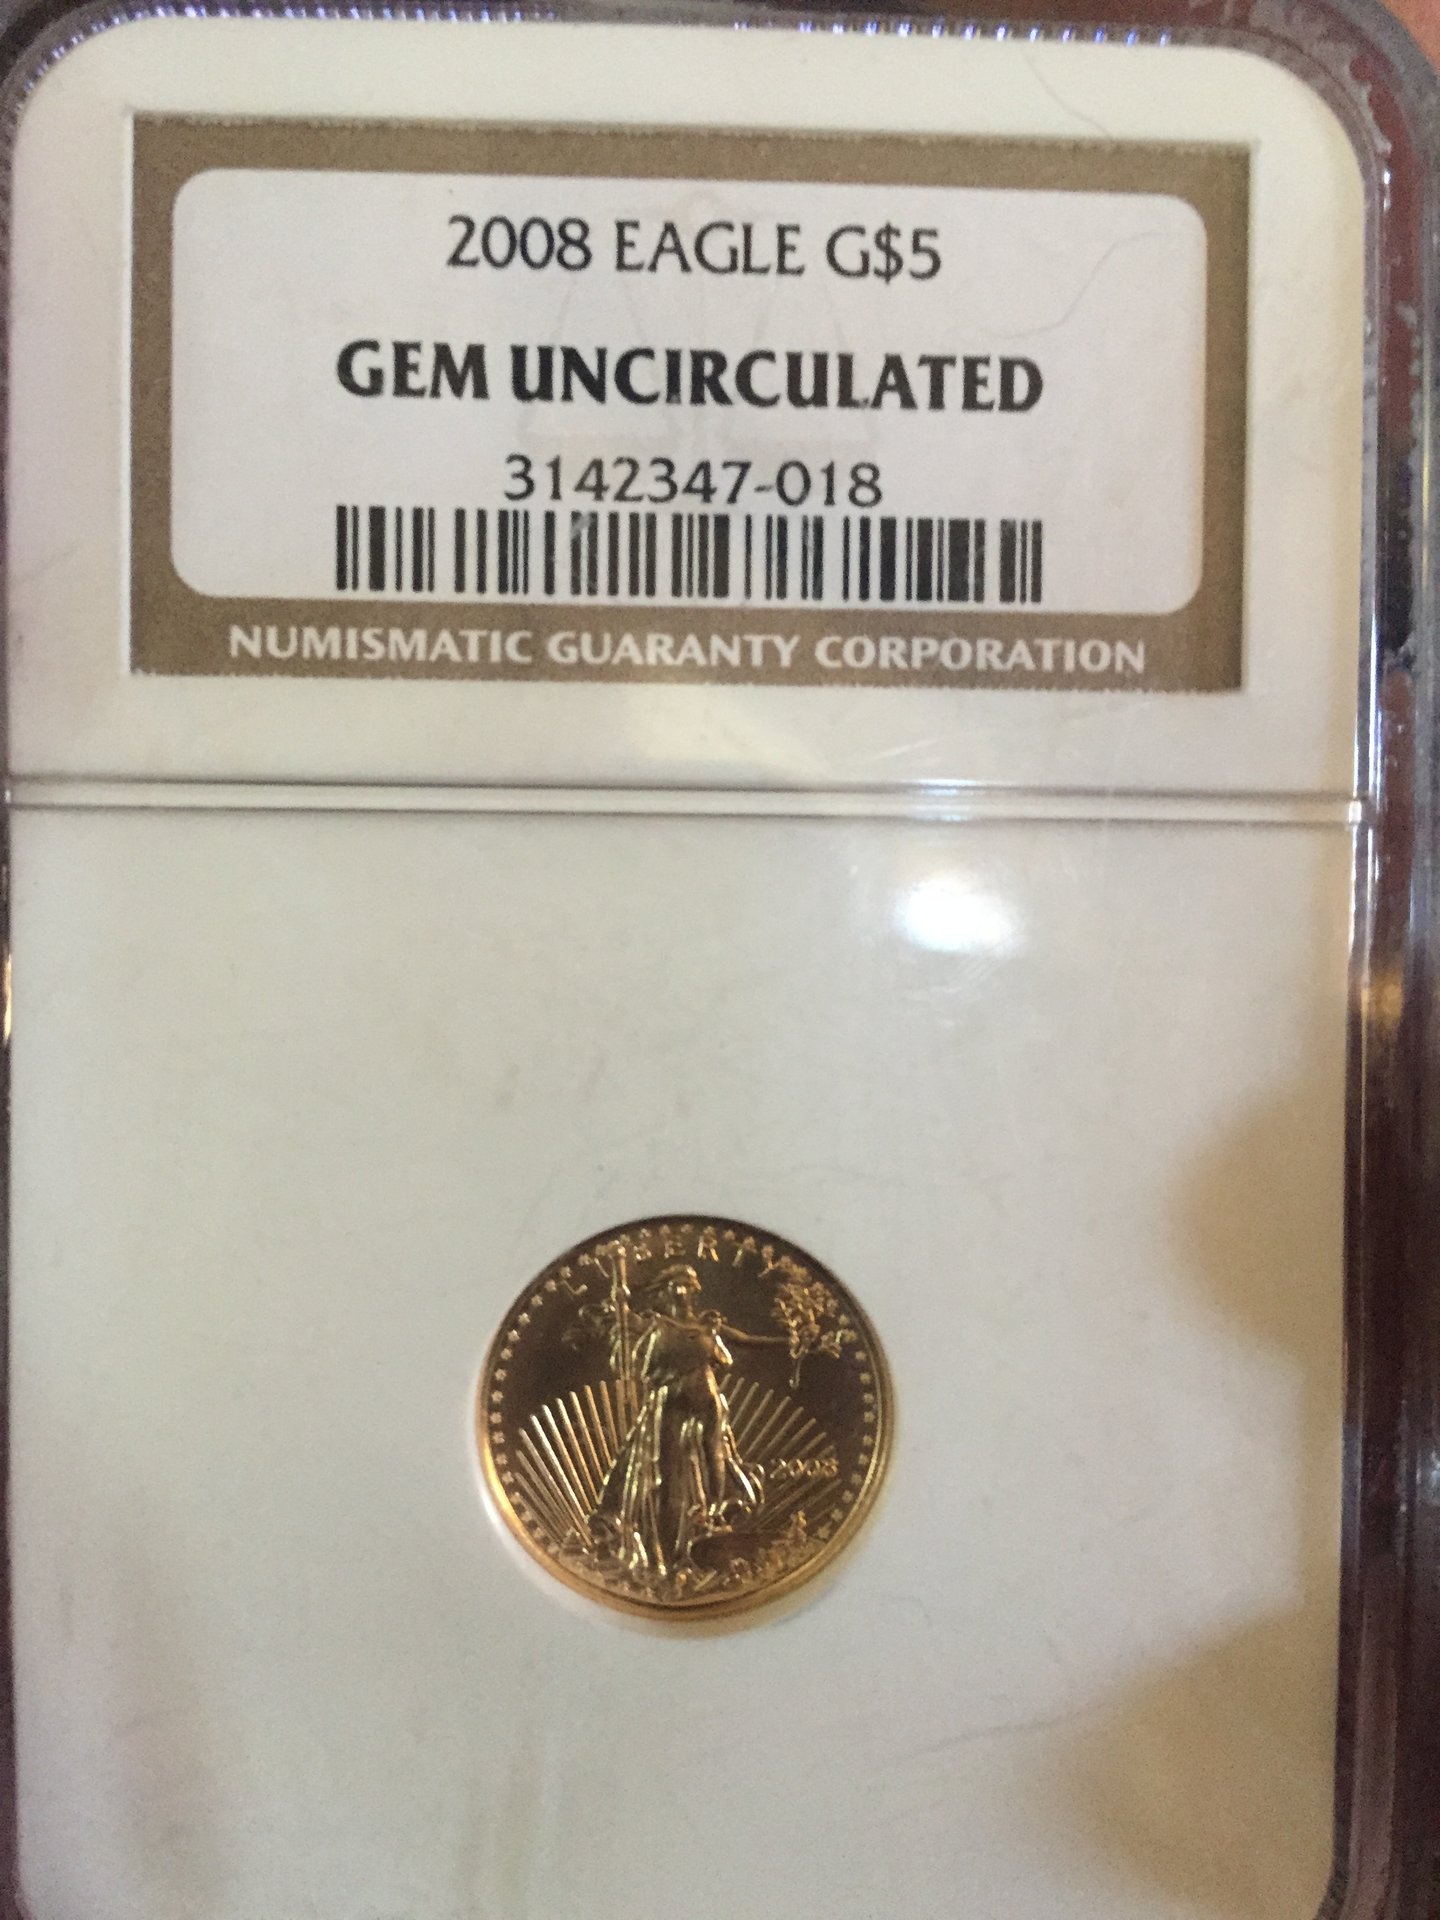 2008 EAGLE G$5
GEM UNCIRCULATED
3142347-018
NUMISMATIC GUARANTY CORPORATION
LIBERTY
2008